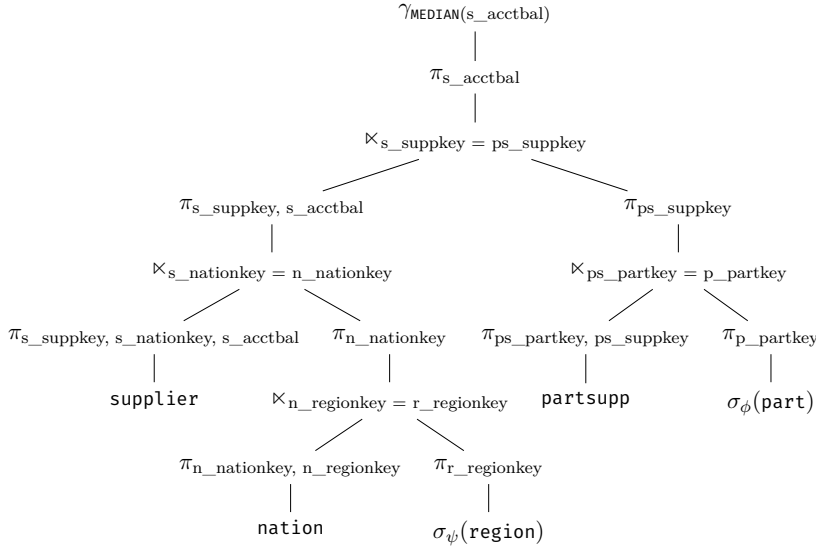 γMEDIAN(s_acctbal)
πs_acctbal
⋉s_suppkey = ps_suppkey
πs_suppkey, s_acctbal πps_suppkey
⋉s_nationkey = n_nationkey ⋉ps_partkey = p_partkey
πs_suppkey, s_nationkey, s_acctbal πn_nationkey πps_partkey, ps_suppkey πp_partkey
supplier ⋉n_regionkey = r_regionkey partsupp σϕ(part)
πn_nationkey, n_regionkey πr_regionkey
nation σψ(region)